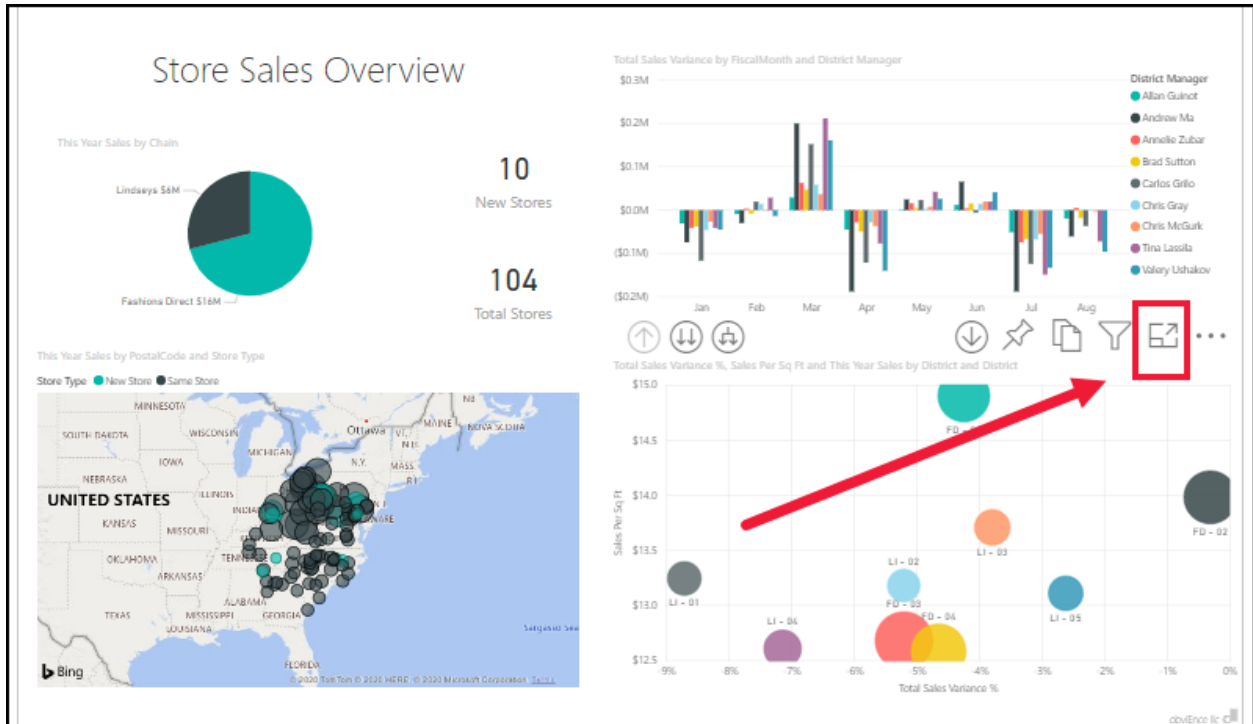 Store Sales Overview
This Year Sales by Chain
Lindseys $6M
Fashions Direct $16M
10
New Stores
104
Total Stores
Total Sales Variance by FiscalMonth and District Manager
$0.3M
$0.2M
$0.1M
$0.0M
($0.1M)
($0.2M)
Jan Feb Mar Apr May Jun Jul Aug
District Manager
Allan Guinot
Andrew Ma
Annelie Zubar
Brad Sutton
Carlos Grilo
Chris Gray
Chris McGurk
Tina Lassila
Valery Ushakov
This Year Sales by PostalCode and Store Type
Store Type New Store Same Store
MINNESOTA
NB
SOUTH DAKOTA
WISCONSIN
Ottawa
VT.
MAINE
NOVA SCOTIA
MICHIGAN
IOWA
N.Y.
MASS
NEBRASKA
UNITED STATES
ILLINOIS
KANSAS
MISSOURI
OKLAHOMA
ARKANSAS
ALABAMA
TEXAS
MISSISSIPPI
GEORGIA
LOUISIANA
Sargasso Sea
FLORIDA
Bing
© 2020 TomTom © 2020 HERE, © 2020 Microsoft Corporation Terms
Total Sales Variance %, Sales Per Sq Ft and This Year Sales by District and District
Sales Per Sq Ft
$15.0
$14.5
$14.0
$13.5
$13.0
$12.5
FD - 02
LI - 03
LI - 02
LI - 01
FD - 03
FD - 04
LI - 05
LI - 04
-9% -8% -7% -6% -5% -4% -3% -2% -1% 0%
Total Sales Variance %
obviEnce llc ©